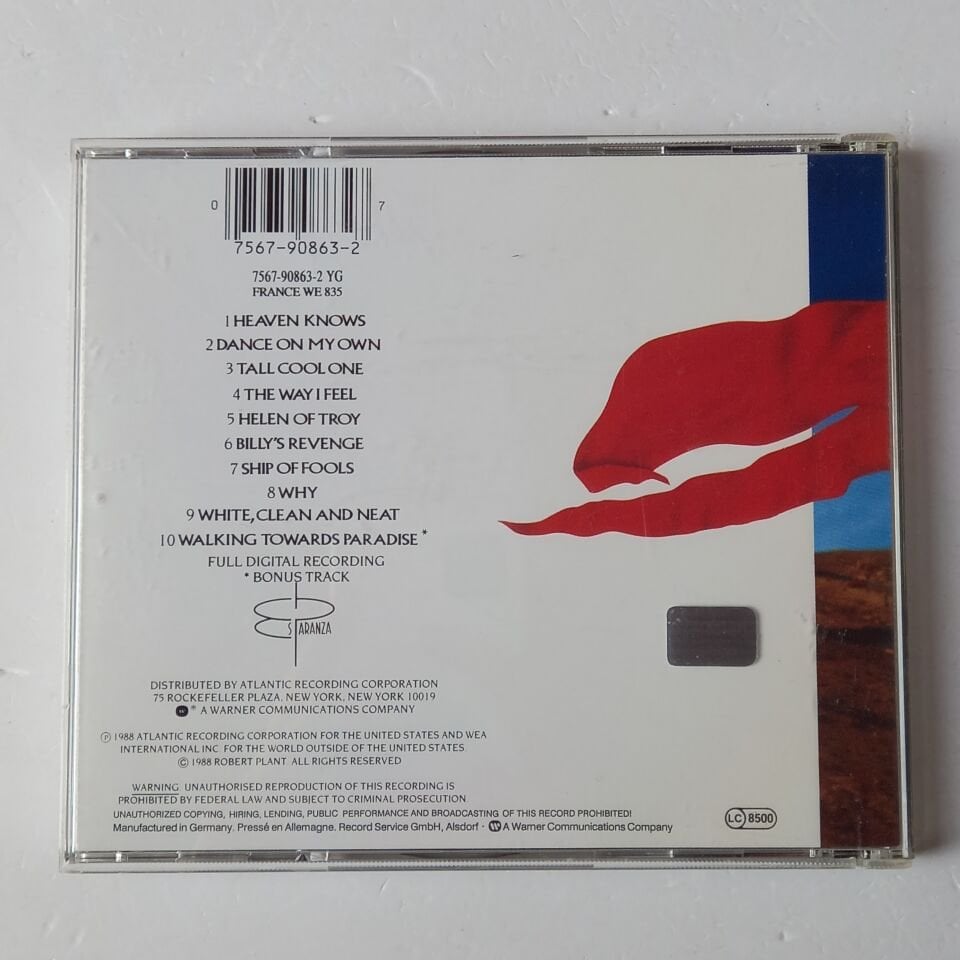 0 7
7567-90863-2
7567-90863-2 YG
FRANCE WE 835
1 HEAVEN KNOWS
2 DANCE ON MY OWN
3 TALL COOL ONE
4 THE WAY I FEEL
5 HELEN OF TROY
6 BILLY'S REVENGE
7 SHIP OF FOOLS
8 WHY
9 WHITE, CLEAN AND NEAT
10 WALKING TOWARDS PARADISE *
FULL DIGITAL RECORDING
* BONUS TRACK
ES PARANZA
DISTRIBUTED BY ATLANTIC RECORDING CORPORATION
75 ROCKEFELLER PLAZA, NEW YORK, NEW YORK 10019
* A WARNER COMMUNICATIONS COMPANY
℗ 1988 ATLANTIC RECORDING CORPORATION FOR THE UNITED STATES AND WEA
INTERNATIONAL INC. FOR THE WORLD OUTSIDE OF THE UNITED STATES.
© 1988 ROBERT PLANT. ALL RIGHTS RESERVED
WARNING. UNAUTHORISED REPRODUCTION OF THIS RECORDING IS
PROHIBITED BY FEDERAL LAW AND SUBJECT TO CRIMINAL PROSECUTION
UNAUTHORIZED COPYING, HIRING, LENDING, PUBLIC PERFORMANCE AND BROADCASTING OF THIS RECORD PROHIBITED!
Manufactured in Germany. Pressé en Allemagne. Record Service GmbH, Alsdorf · A Warner Communications Company
LC 8500